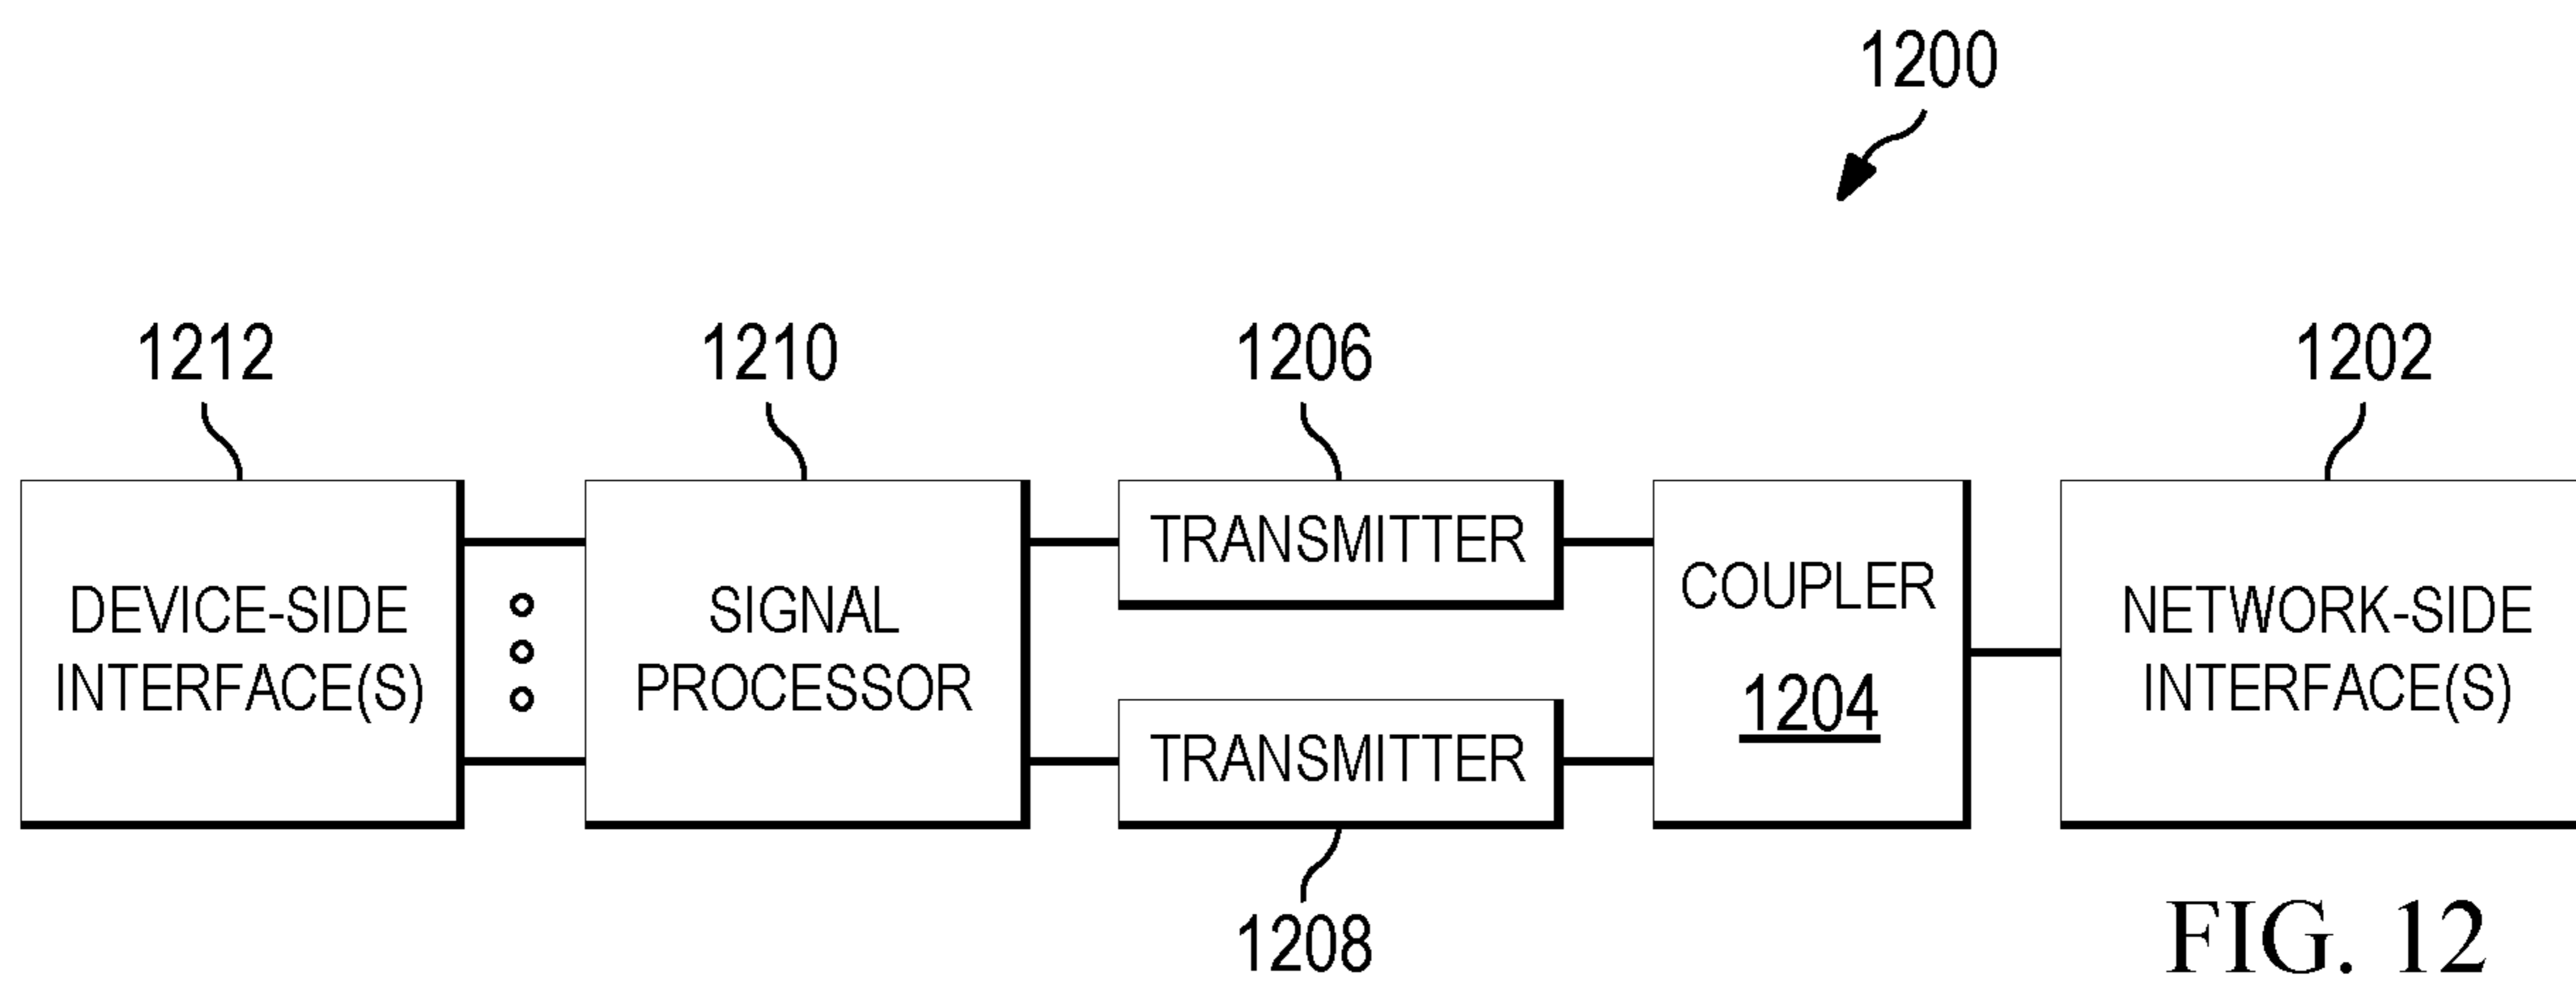 1200
1212
1210
1206
1202
DEVICE-SIDE
INTERFACE(S)
SIGNAL
PROCESSOR
TRANSMITTER
TRANSMITTER
COUPLER
1204
NETWORK-SIDE
INTERFACE(S)
1208
FIG. 12